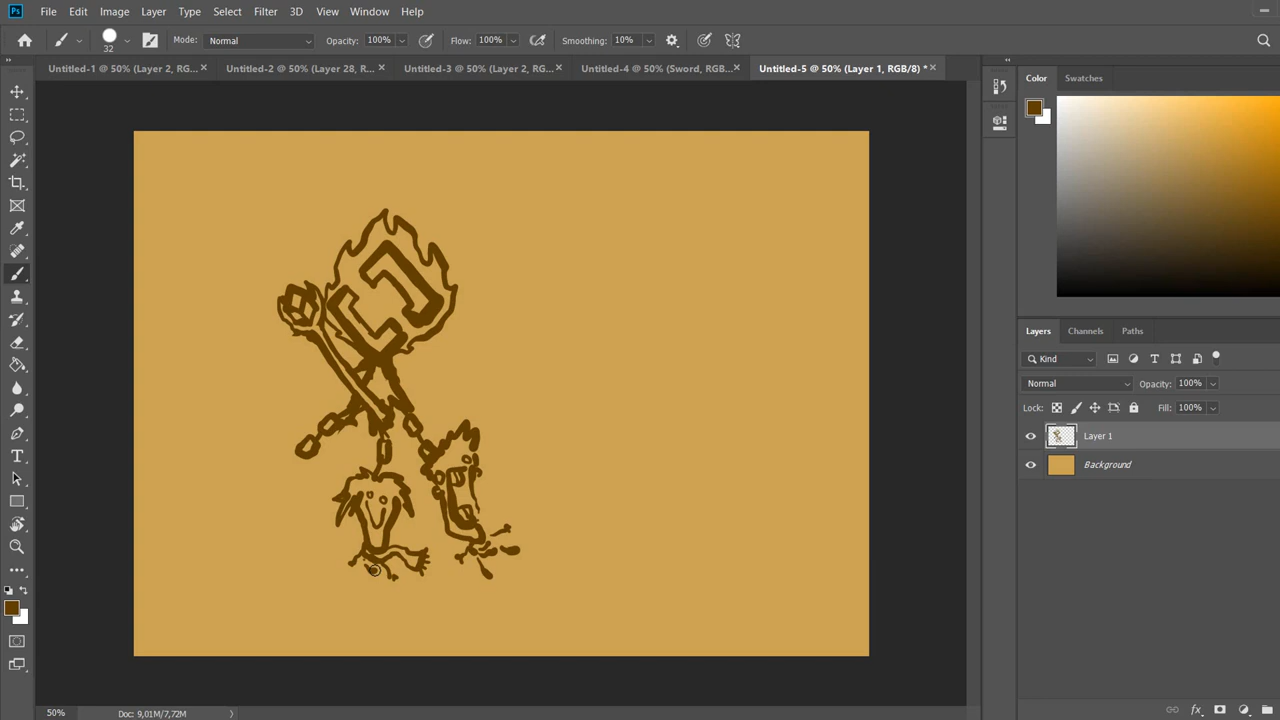 Ps File Edit Image Layer Type Select Filter 3D View Window Help
32 Mode: Normal Opacity: 100% Flow: 100% Smoothing: 10%
Untitled-1 @ 50% (Layer 2, RG... Untitled-2 @ 50% (Layer 28, R... Untitled-3 @ 50% (Layer 2, RG... Untitled-4 @ 50% (Sword, RGB... Untitled-5 @ 50% (Layer 1, RGB/8) *
Color Swatches
Layers Channels Paths
Kind
Normal Opacity: 100%
Lock: Fill: 100%
Layer 1
Background
50% Doc: 9,01M/7,72M